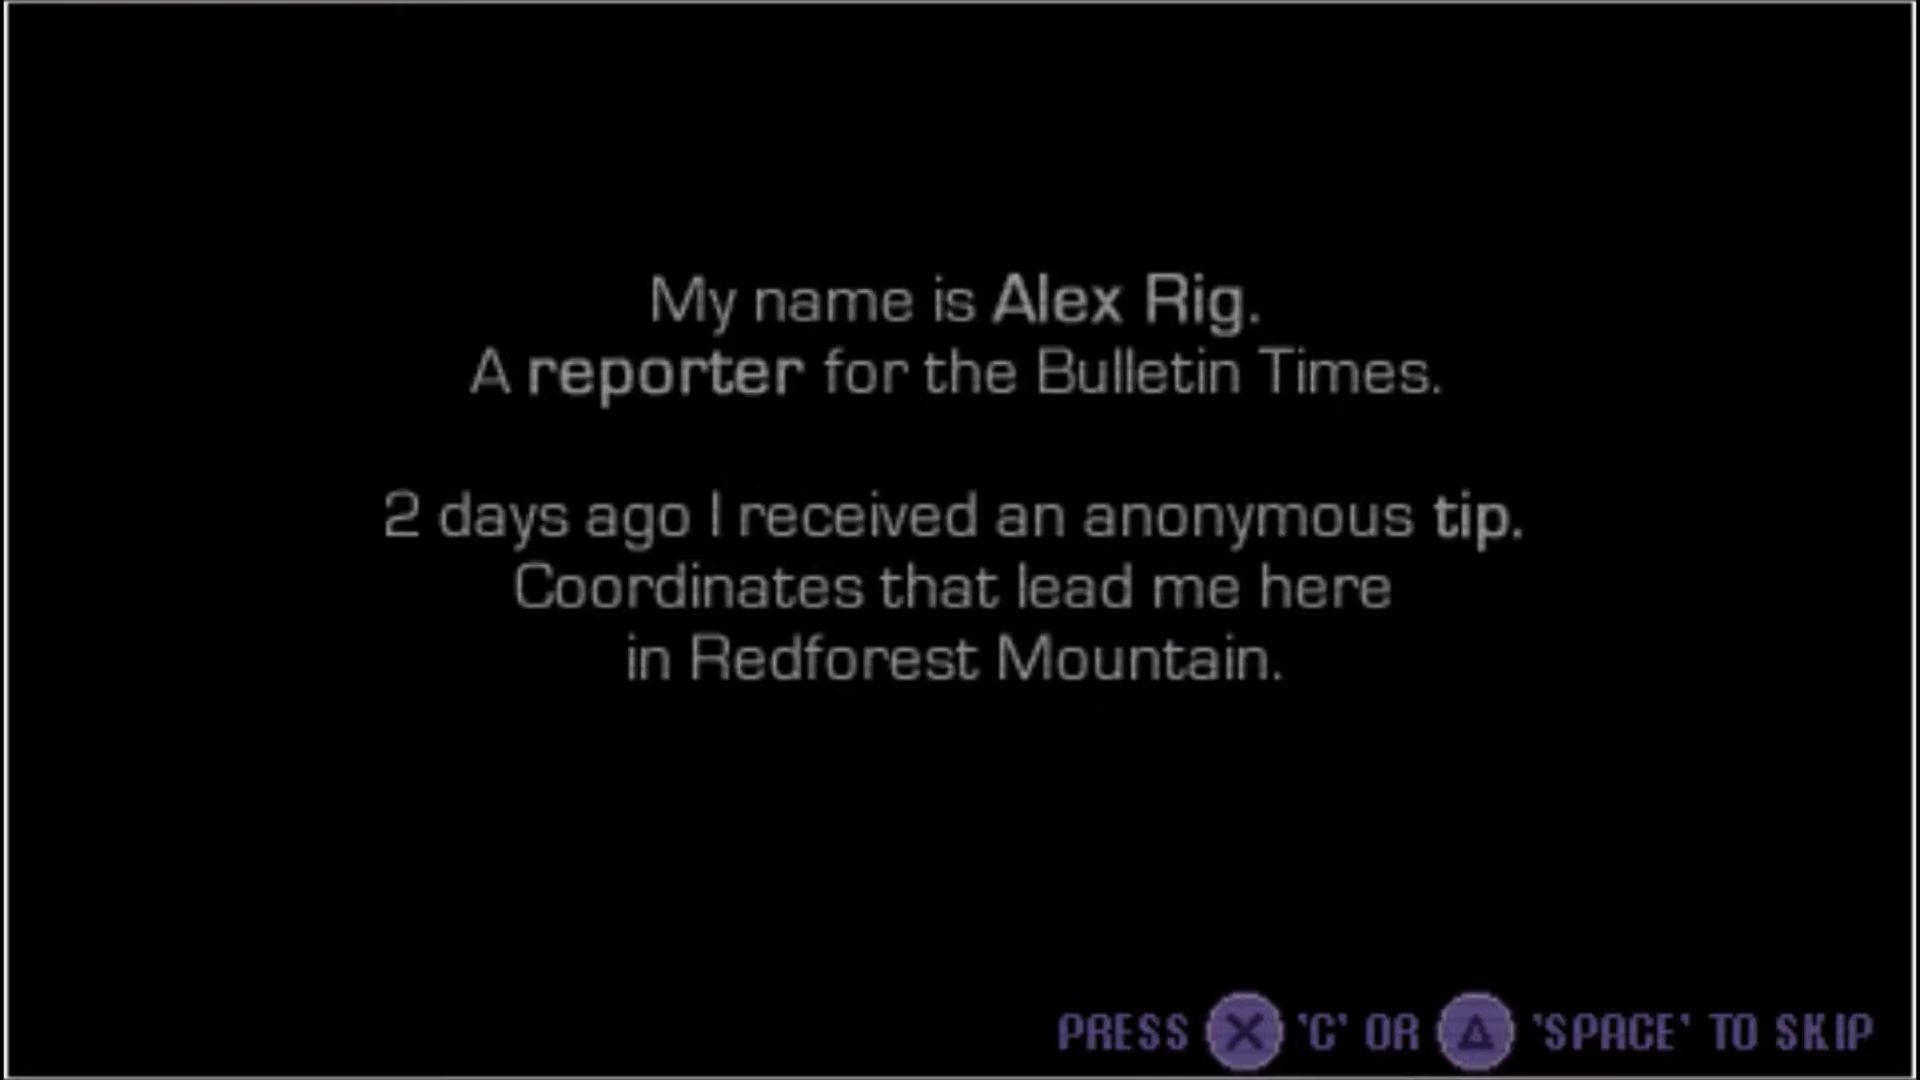 My name is Alex Rig.
A reporter for the Bulletin Times.
2 days ago I received an anonymous tip.
Coordinates that lead me here
in Redforest Mountain.
PRESS X 'C' OR △ 'SPACE' TO SKIP